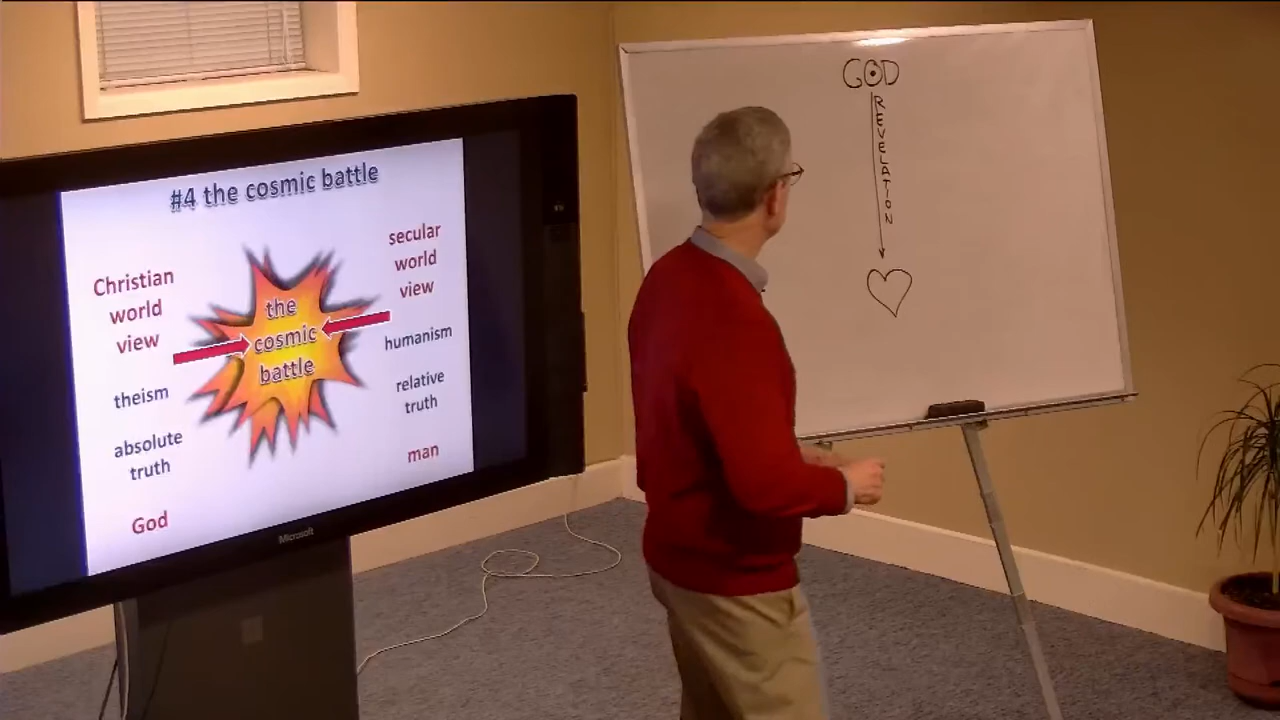 #4 the cosmic battle
Christian
world
view
theism
absolute
truth
God
the
cosmic
battle
secular
world
view
humanism
relative
truth
man
Microsoft
GOD
REVELATION